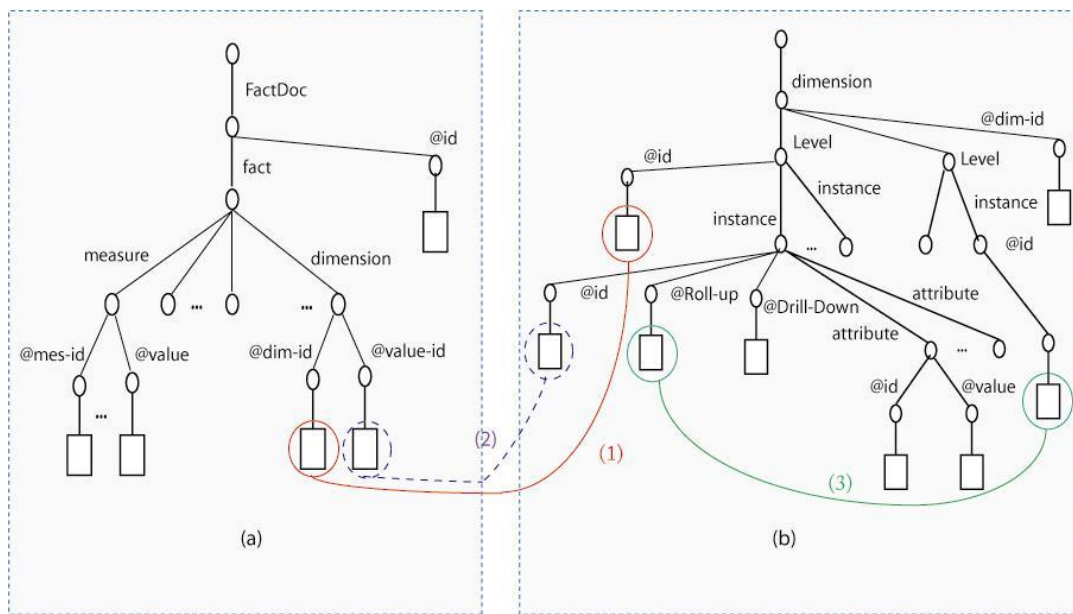 FactDoc
@id
fact
measure
dimension
...
...
@mes-id
@value
@dim-id
@value-id
...
(a)
dimension
@dim-id
Level
Level
@id
instance
instance
instance
@id
...
@id
@Roll-up
@Drill-Down
attribute
attribute
...
@id
@value
(2)
(1)
(3)
(b)